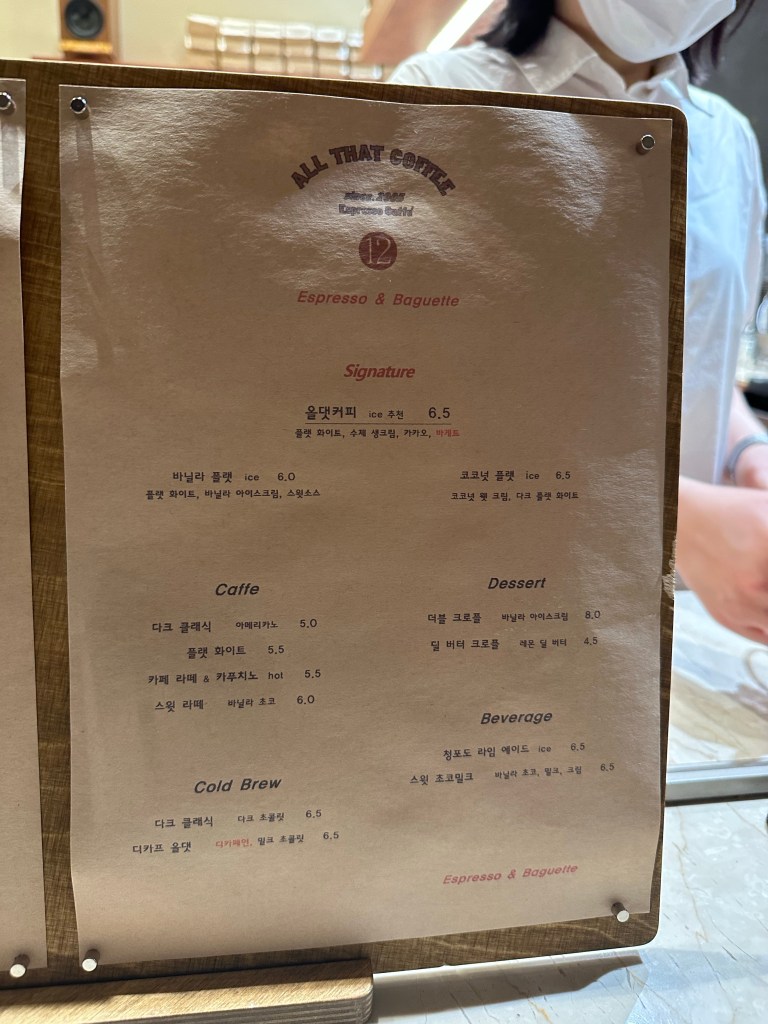 ALL THAT COFFEE
Espresso Caffé
12
Espresso & Baguette
Signature
올댓커피 ice 추천 6.5
플랫 화이트, 수제 생크림, 카카오, 바게트
바닐라 플랫 ice 6.0
플랫 화이트, 바닐라 아이스크림, 스윗소스
코코넛 플랫 ice 6.5
코코넛 휏 크림, 다크 플랫 화이트
Caffe
다크 클래식 아메리카노 5.0
플랫 화이트 5.5
카페 라떼 & 카푸치노 hot 5.5
스윗 라떼 바닐라 초코 6.0
Cold Brew
다크 클래식 다크 초콜릿 6.5
디카프 올댓 디카페인, 밀크 초콜릿 6.5
Dessert
더블 크로플 바닐라 아이스크림 8.0
딜 버터 크로플 레몬 딜 버터 4.5
Beverage
청포도 라임 에이드 ice 6.5
스윗 초코밀크 바닐라 초코, 밀크, 크림 6.5
Espresso & Baguette